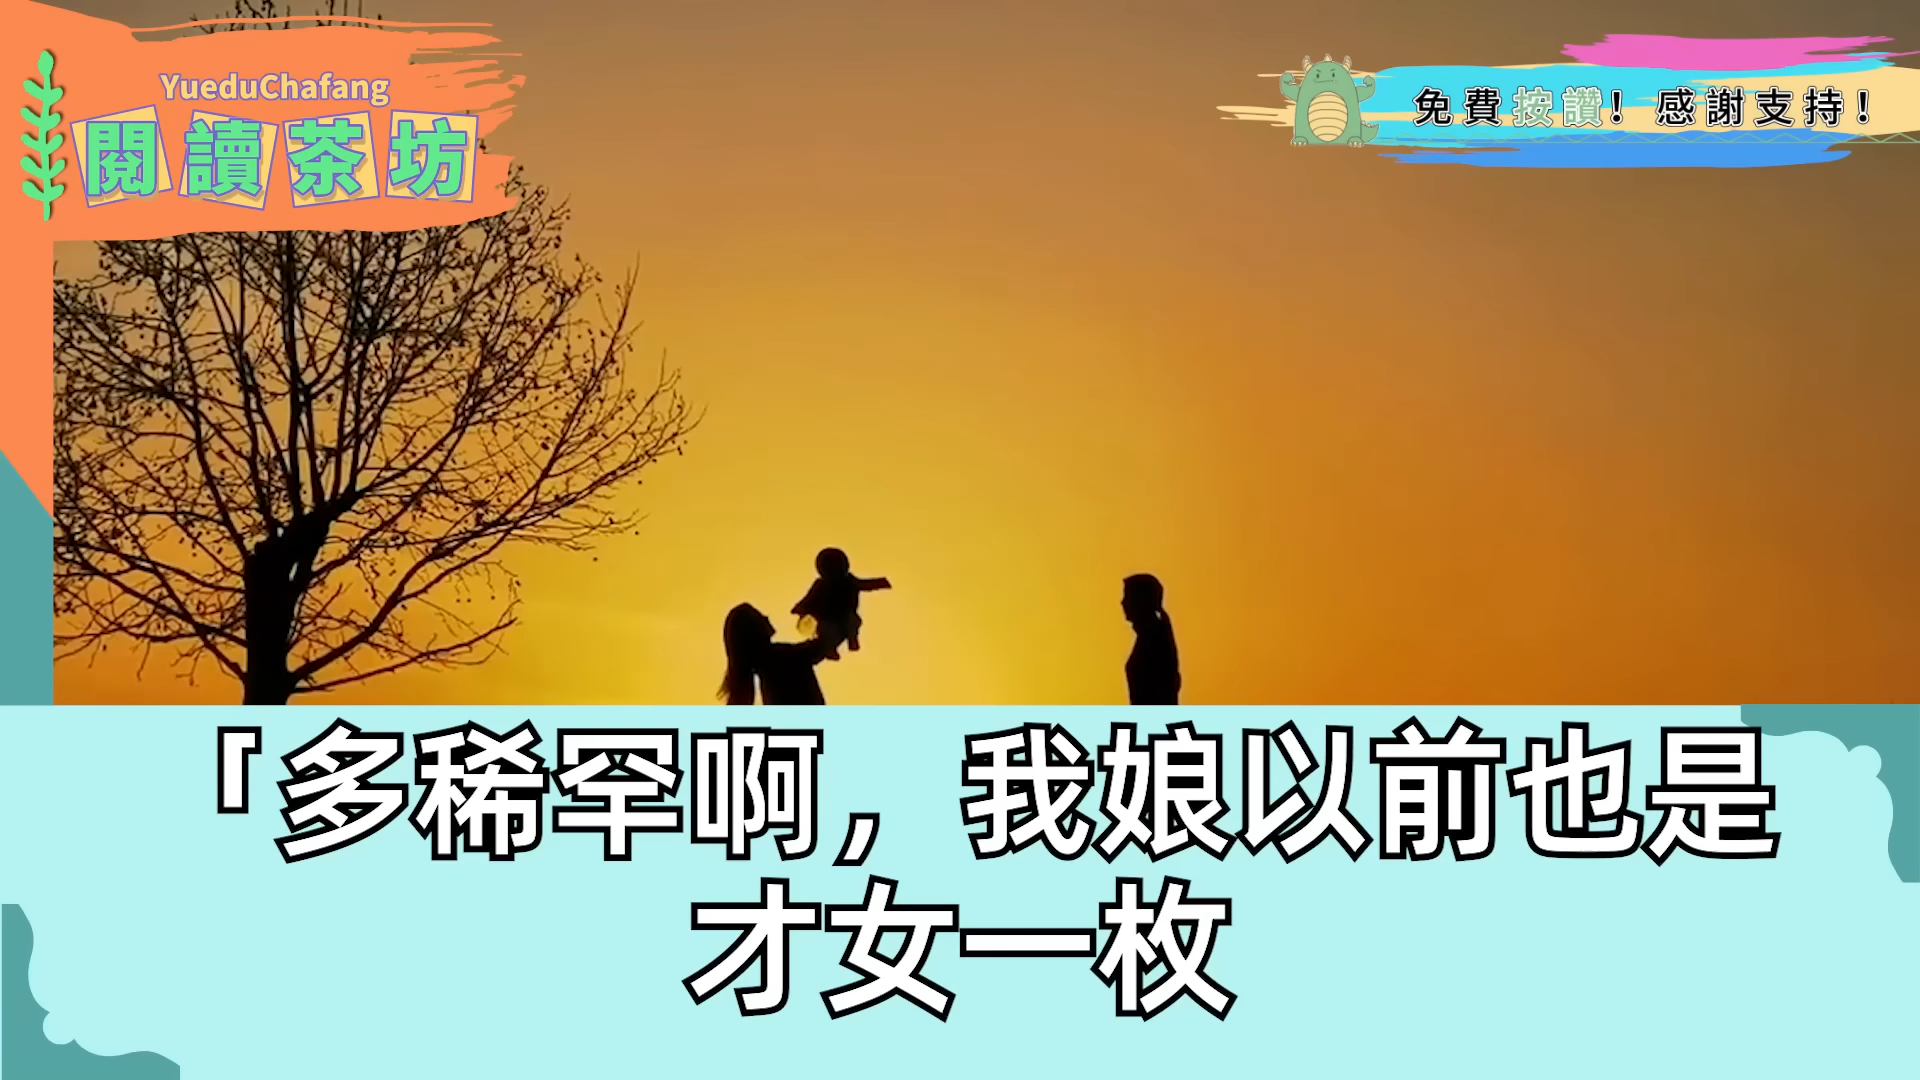 YueduChafang
閱讀茶坊
免費按讚！感謝支持！
「多稀罕啊，我娘以前也是
才女一枚